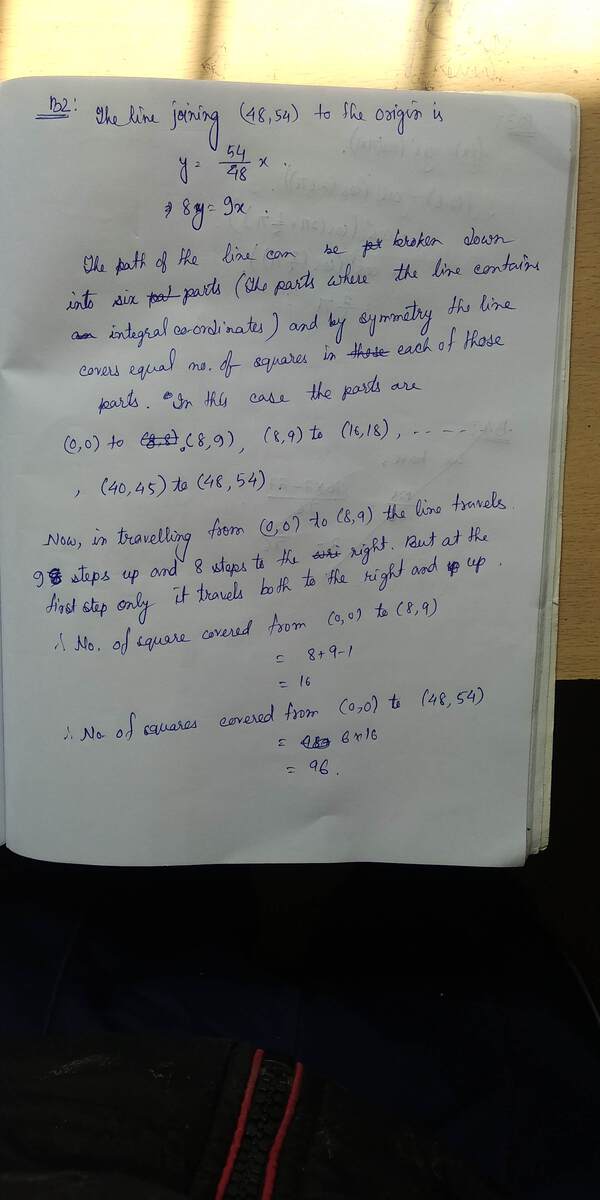 B2: The line joining (48,54) to the origin is
y = 54/48 x .
⇒ 8y = 9x .
The path of the line can be broken down
into six parts (the parts where the line contains
integral co-ordinates) and by symmetry the line
covers equal no. of squares in each of those
parts. In this case the parts are
(0,0) to (8,9), (8,9) to (16,18), -----
, (40,45) to (48,54).
Now, in travelling from (0,0) to (8,9) the line travels
9 steps up and 8 steps to the right. But at the
first step only it travels both to the right and up.
∴ No. of square covered from (0,0) to (8,9)
= 8+9-1
= 16
∴ No of squares covered from (0,0) to (48,54)
= 6×16
= 96.